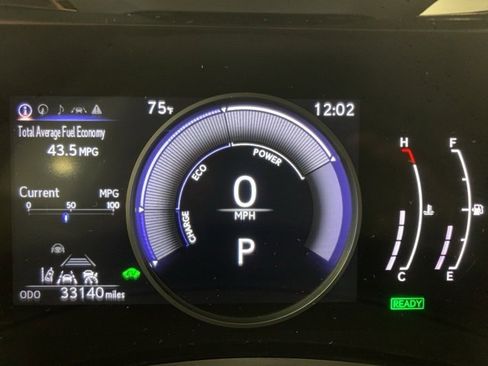 75°F
12:02
Total Average Fuel Economy
43.5 MPG
Current MPG
0 50 100
ODO 33140 miles
CHARGE ECO POWER
0
MPH
P
H F
C E
READY